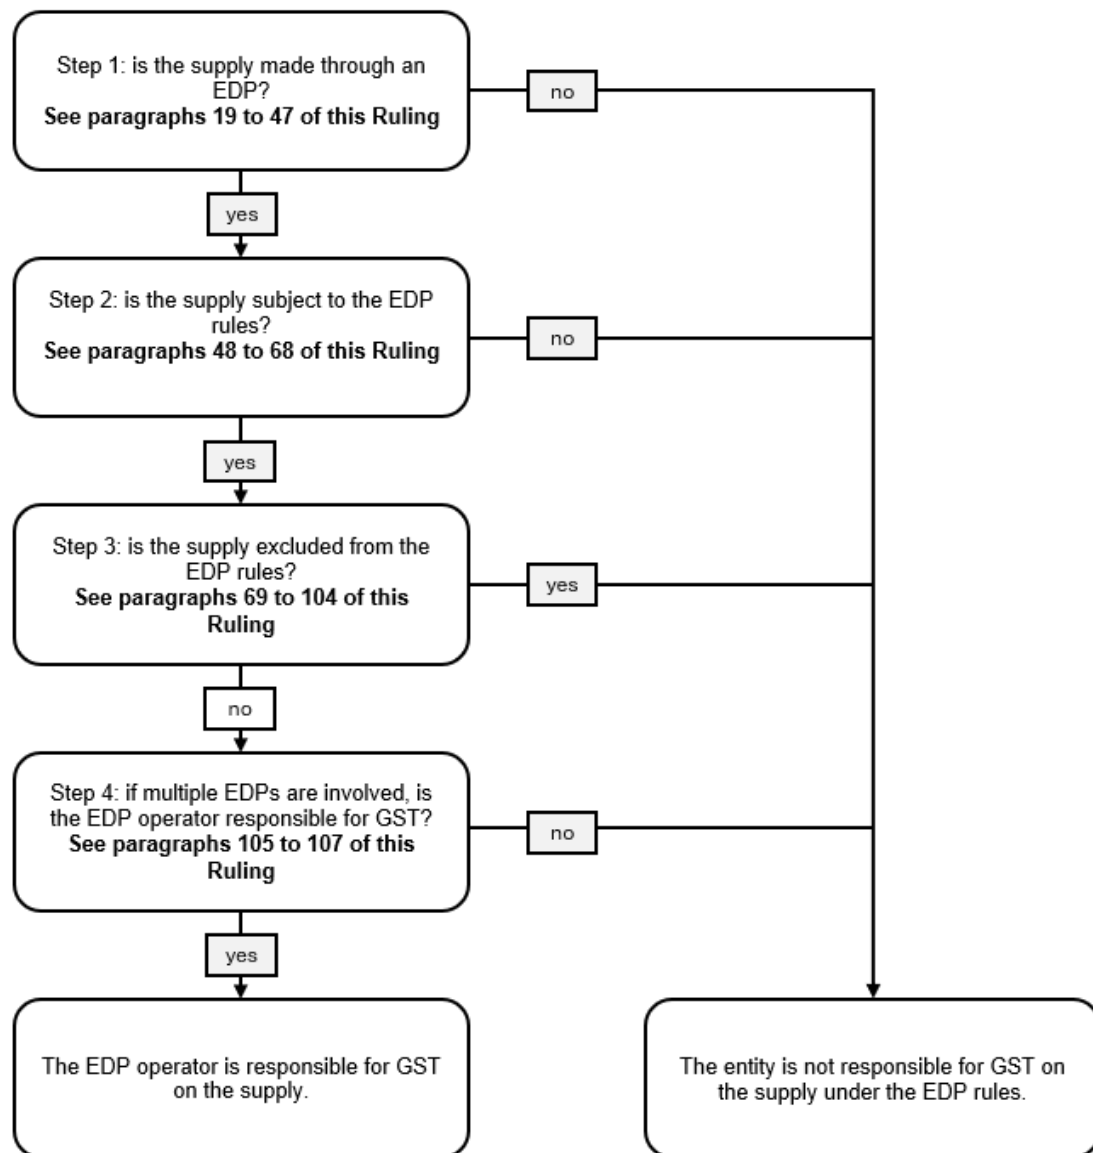 Step 1: is the supply made through an
EDP?
See paragraphs 19 to 47 of this Ruling
no
yes
Step 2: is the supply subject to the EDP
rules?
See paragraphs 48 to 68 of this Ruling
no
yes
Step 3: is the supply excluded from the
EDP rules?
See paragraphs 69 to 104 of this
Ruling
yes
no
Step 4: if multiple EDPs are involved, is
the EDP operator responsible for GST?
See paragraphs 105 to 107 of this
Ruling
no
yes
The EDP operator is responsible for GST
on the supply.
The entity is not responsible for GST on
the supply under the EDP rules.